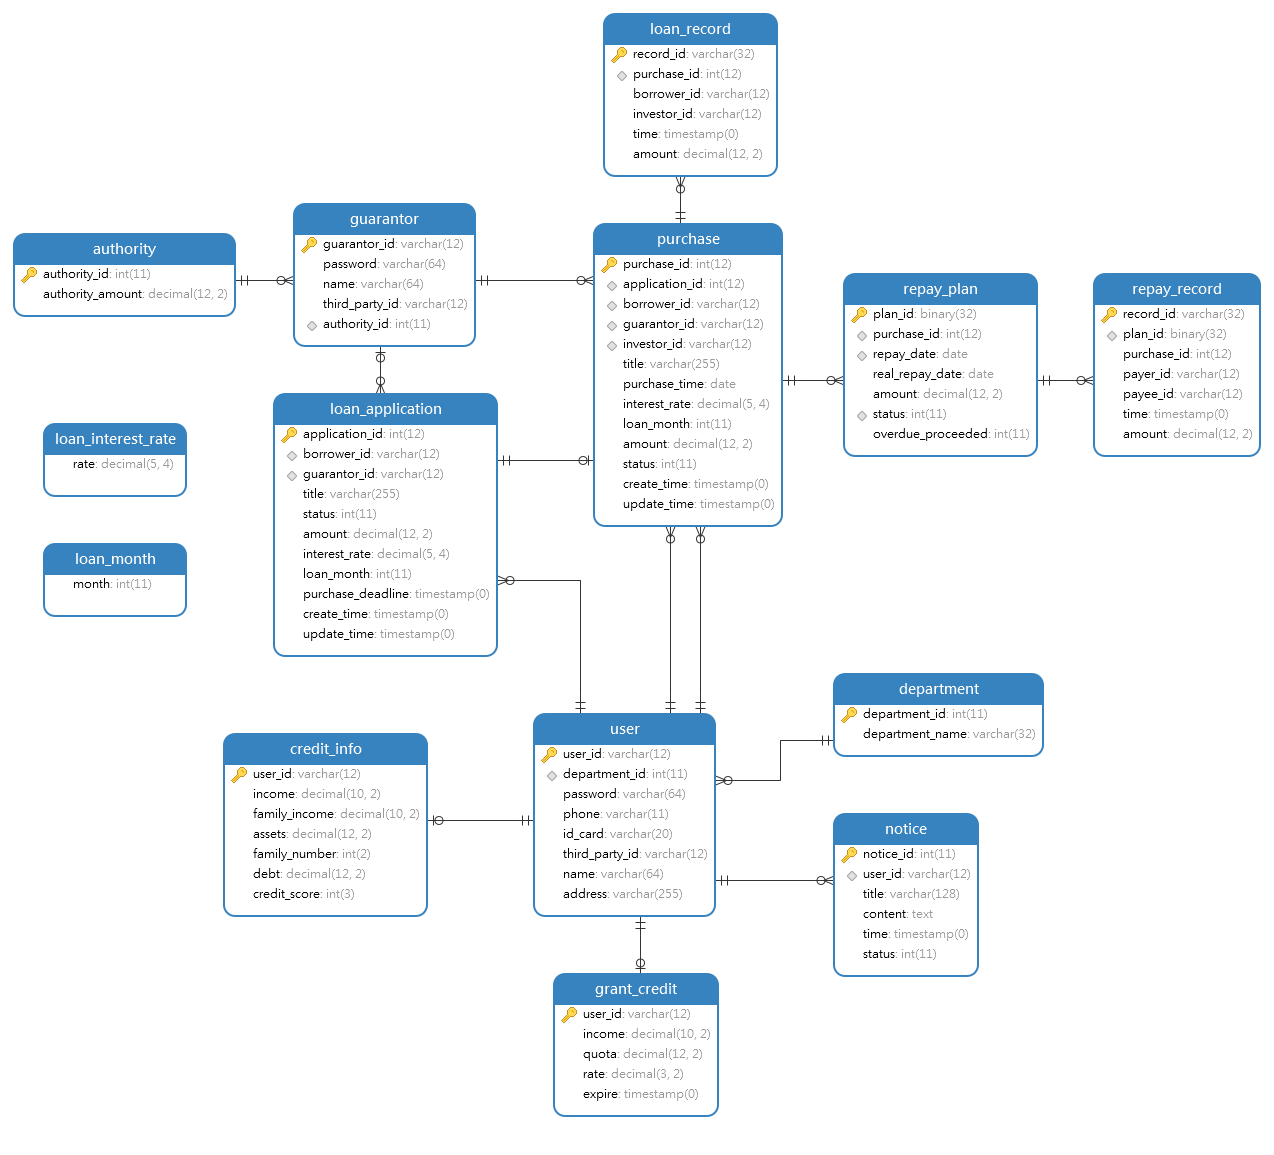 loan_record
record_id: varchar(32)
purchase_id: int(12)
borrower_id: varchar(12)
investor_id: varchar(12)
time: timestamp(0)
amount: decimal(12, 2)
authority
authority_id: int(11)
authority_amount: decimal(12, 2)
guarantor
guarantor_id: varchar(12)
password: varchar(64)
name: varchar(64)
third_party_id: varchar(12)
authority_id: int(11)
purchase
purchase_id: int(12)
application_id: int(12)
borrower_id: varchar(12)
guarantor_id: varchar(12)
investor_id: varchar(12)
title: varchar(255)
purchase_time: date
interest_rate: decimal(5, 4)
loan_month: int(11)
amount: decimal(12, 2)
status: int(11)
create_time: timestamp(0)
update_time: timestamp(0)
repay_plan
plan_id: binary(32)
purchase_id: int(12)
repay_date: date
real_repay_date: date
amount: decimal(12, 2)
status: int(11)
overdue_proceeded: int(11)
repay_record
record_id: varchar(32)
plan_id: binary(32)
purchase_id: int(12)
payer_id: varchar(12)
payee_id: varchar(12)
time: timestamp(0)
amount: decimal(12, 2)
loan_interest_rate
rate: decimal(5, 4)
loan_month
month: int(11)
loan_application
application_id: int(12)
borrower_id: varchar(12)
guarantor_id: varchar(12)
title: varchar(255)
status: int(11)
amount: decimal(12, 2)
interest_rate: decimal(5, 4)
loan_month: int(11)
purchase_deadline: timestamp(0)
create_time: timestamp(0)
update_time: timestamp(0)
credit_info
user_id: varchar(12)
income: decimal(10, 2)
family_income: decimal(10, 2)
assets: decimal(12, 2)
family_number: int(2)
debt: decimal(12, 2)
credit_score: int(3)
user
user_id: varchar(12)
department_id: int(11)
password: varchar(64)
phone: varchar(11)
id_card: varchar(20)
third_party_id: varchar(12)
name: varchar(64)
address: varchar(255)
department
department_id: int(11)
department_name: varchar(32)
notice
notice_id: int(11)
user_id: varchar(12)
title: varchar(128)
content: text
time: timestamp(0)
status: int(11)
grant_credit
user_id: varchar(12)
income: decimal(10, 2)
quota: decimal(12, 2)
rate: decimal(3, 2)
expire: timestamp(0)